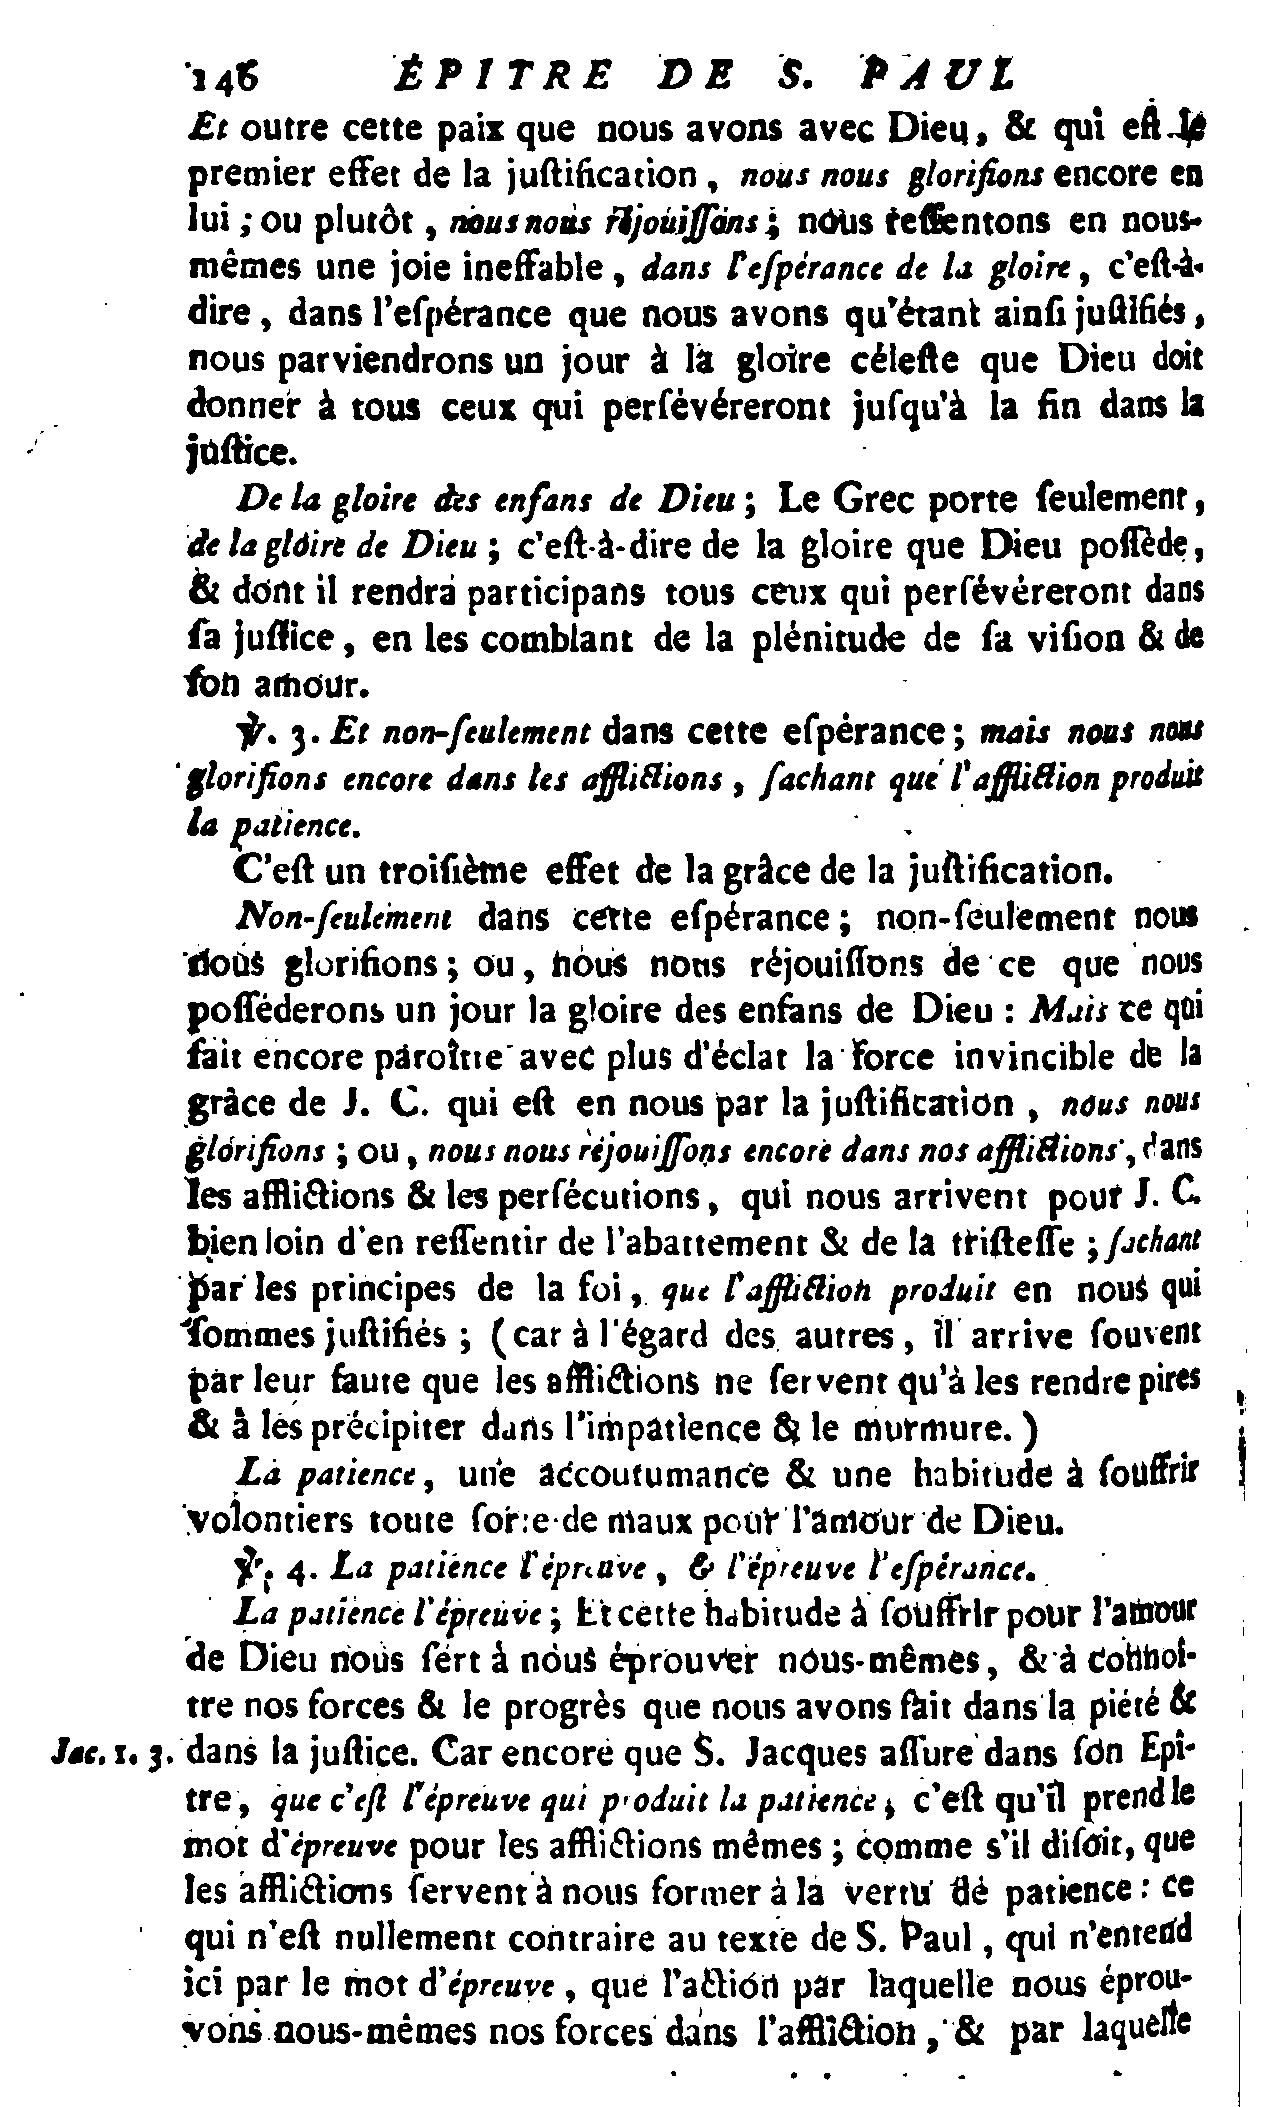 146 ÉPITRE DE S. PAUL
Et outre cette paix que nous avons avec Dieu, & qui eſt le
premier effet de la juſtification, nous nous glorifions encore en
lui; ou plutôt, nous nous réjouiſſons; nous reſſentons en nous-
mêmes une joie ineffable, dans l'eſpérance de la gloire, c'eſt-à-
dire, dans l'eſpérance que nous avons qu'étant ainſi juſtifiés,
nous parviendrons un jour à la gloire céleſte que Dieu doit
donner à tous ceux qui perſévéreront juſqu'à la fin dans la
juſtice.
De la gloire des enfans de Dieu; Le Grec porte ſeulement,
de la gloire de Dieu; c'eſt-à-dire de la gloire que Dieu poſſède,
& dont il rendra participans tous ceux qui perſévéreront dans
ſa juſtice, en les comblant de la plénitude de ſa viſion & de
ſon amour.
℣. 3. Et non-ſeulement dans cette eſpérance; mais nous nous
glorifions encore dans les afflictions, ſachant que l'affliction produit
la patience.
C'eſt un troiſième effet de la grâce de la juſtification.
Non-ſeulement dans cette eſpérance; non-ſeulement nous
nous glorifions; ou, nous nous réjouiſſons de ce que nous
poſſéderons un jour la gloire des enfans de Dieu: Mais ce qui
fait encore paroître avec plus d'éclat la force invincible de la
grâce de J. C. qui eſt en nous par la juſtification, nous nous
glorifions; ou, nous nous réjouiſſons encore dans nos afflictions, dans
les afflictions & les perſécutions, qui nous arrivent pour J. C.
bien loin d'en reſſentir de l'abattement & de la triſteſſe; ſachant
par les principes de la foi, que l'affliction produit en nous qui
ſommes juſtifiés; (car à l'égard des autres, il arrive ſouvent
par leur faute que les afflictions ne ſervent qu'à les rendre pires
& à les précipiter dans l'impatience & le murmure.)
La patience, une accoutumance & une habitude à ſouffrir
volontiers toute ſorte de maux pour l'amour de Dieu.
℣. 4. La patience l'épreuve, & l'épreuve l'eſpérance.
La patience l'épreuve; Et cette habitude à ſouffrir pour l'amour
de Dieu nous ſert à nous éprouver nous-mêmes, & à connoî-
tre nos forces & le progrès que nous avons fait dans la piété &
Jac. 1. 3. dans la juſtice. Car encore que S. Jacques aſſure dans ſon Epî-
tre, que c'eſt l'épreuve qui produit la patience, c'eſt qu'il prend le
mot d'épreuve pour les afflictions mêmes; comme s'il diſoit, que
les afflictions ſervent à nous former à la vertu de patience: ce
qui n'eſt nullement contraire au texte de S. Paul, qui n'entend
ici par le mot d'épreuve, que l'action par laquelle nous éprou-
vons nous-mêmes nos forces dans l'affliction, & par laquelle